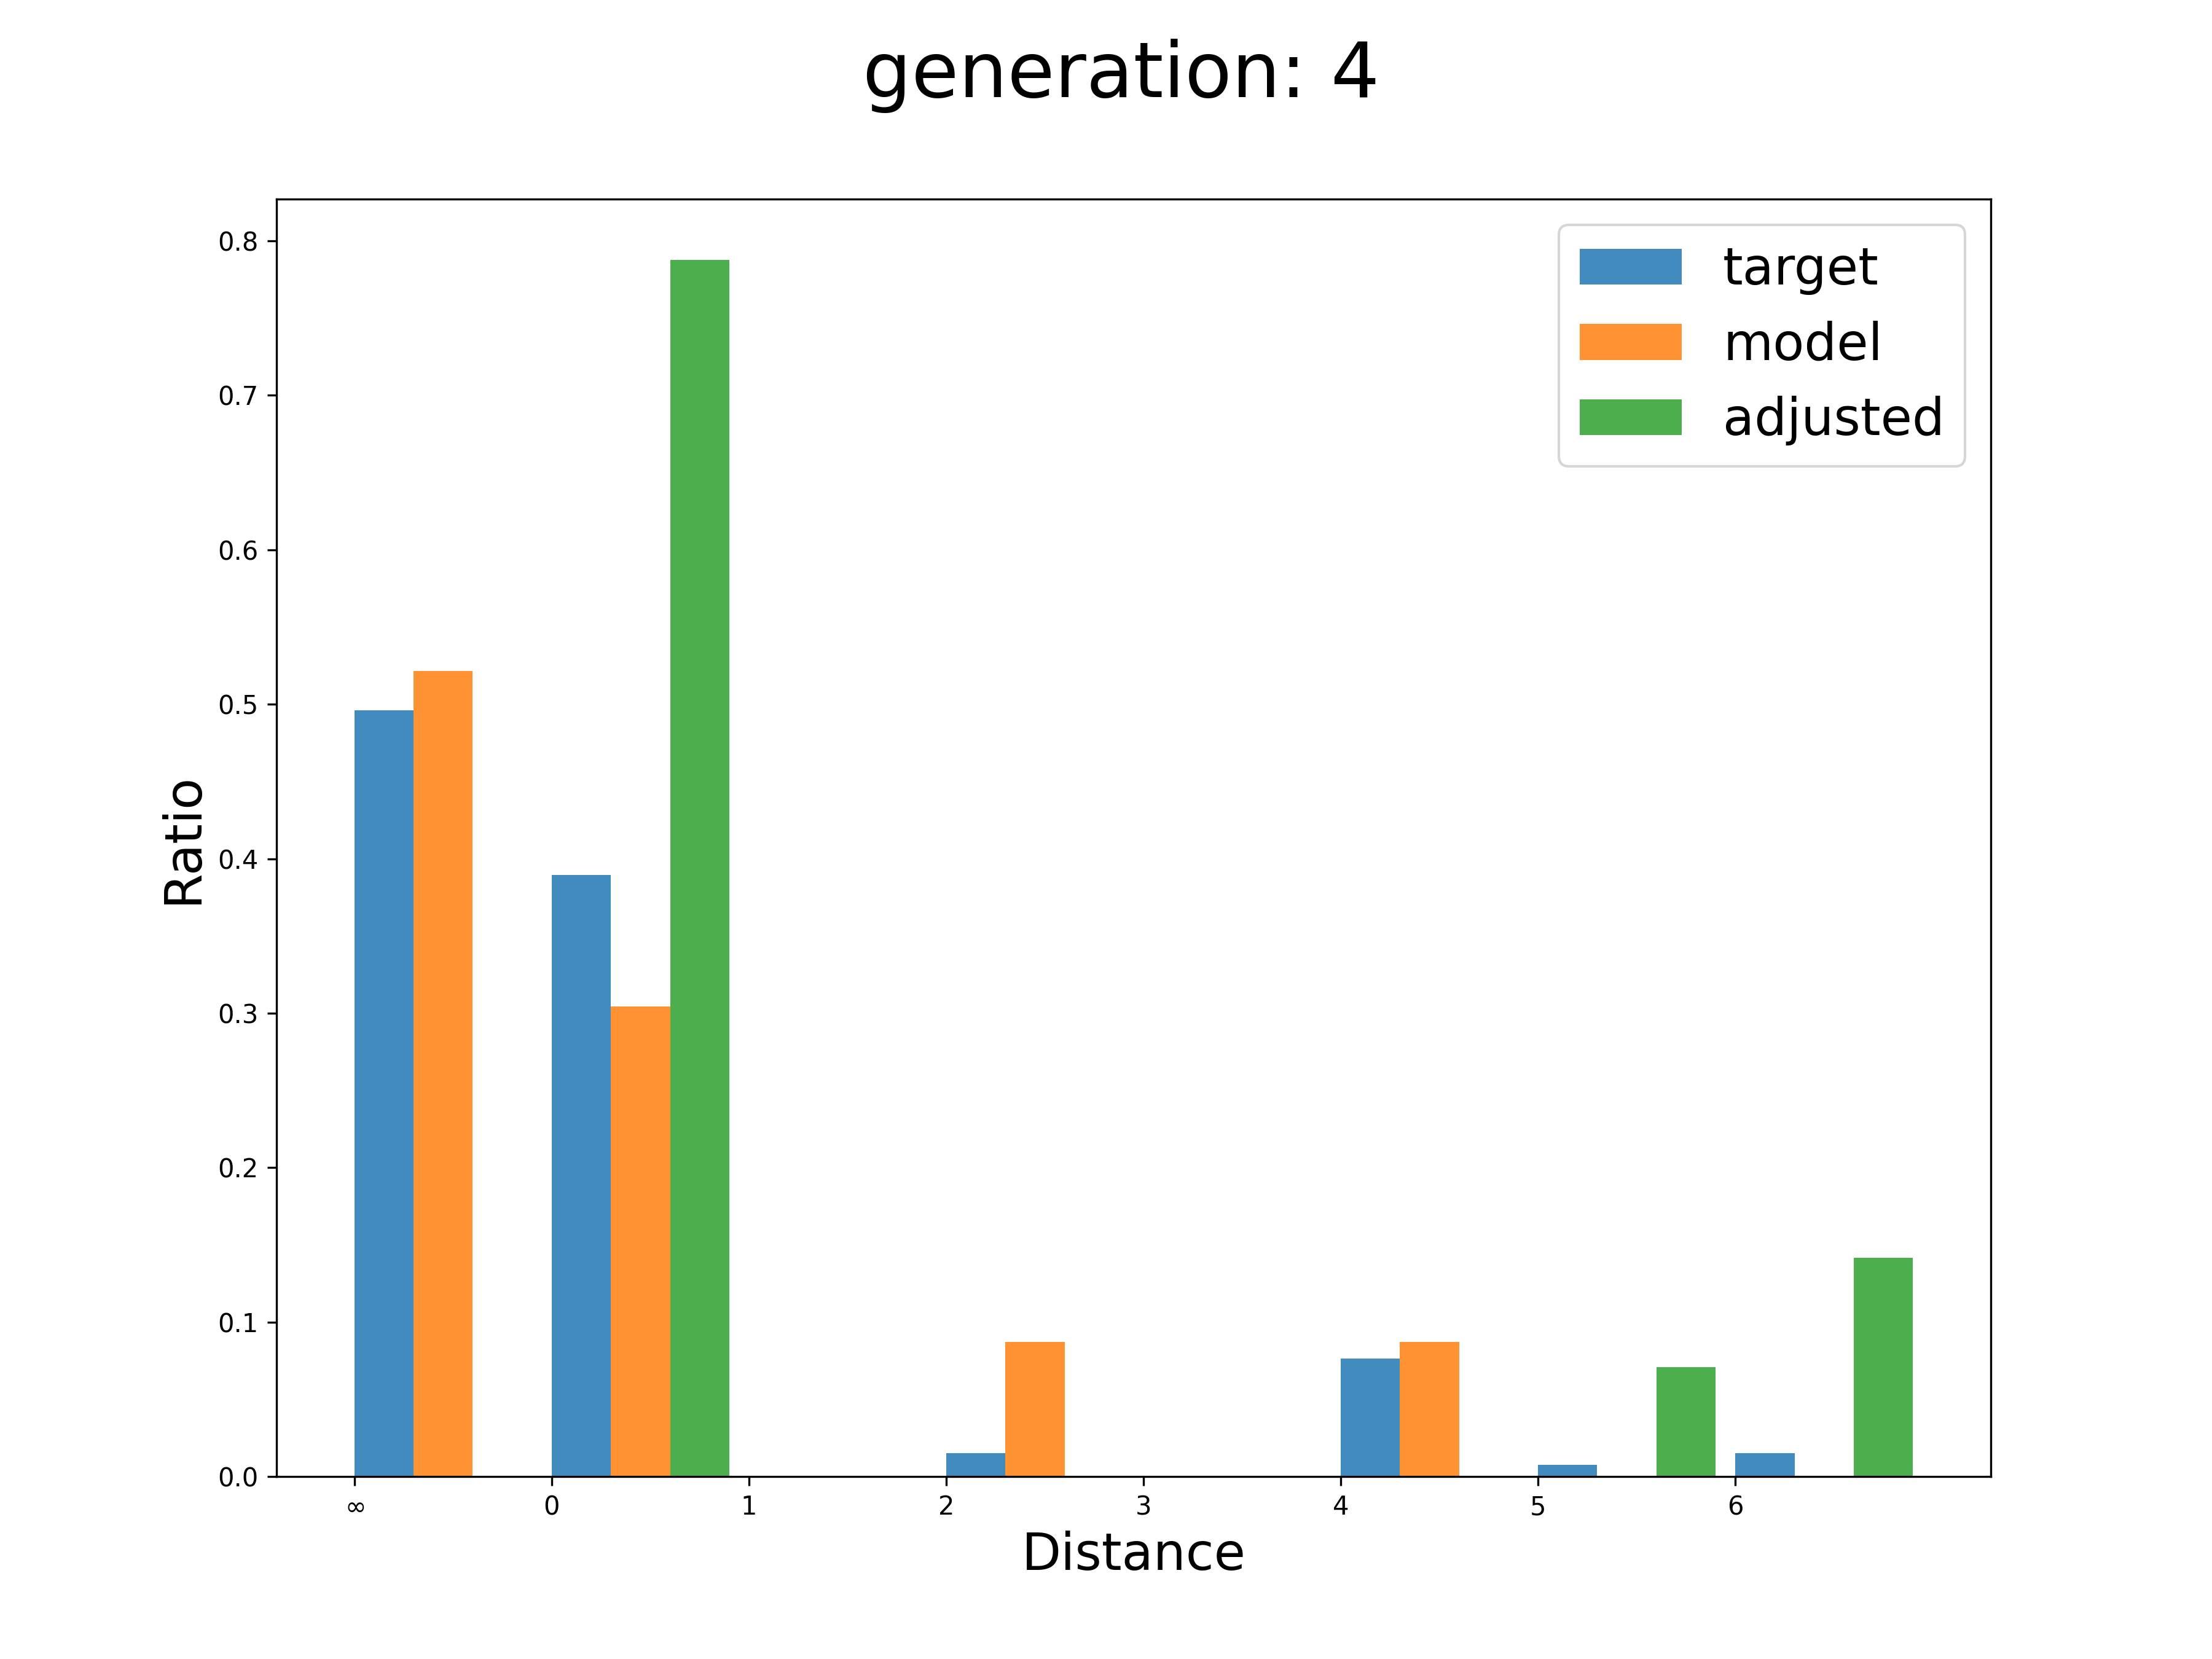 generation: 4
target
model
adjusted
Ratio
0.8
0.7
0.6
0.5
0.4
0.3
0.2
0.1
0.0
∞ 0 1 2 3 4 5 6
Distance